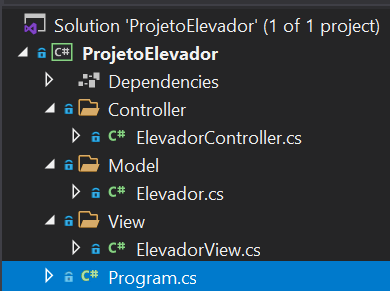 Solution 'ProjetoElevador' (1 of 1 project)
C# ProjetoElevador
Dependencies
Controller
C# ElevadorController.cs
Model
C# Elevador.cs
View
C# ElevadorView.cs
C# Program.cs